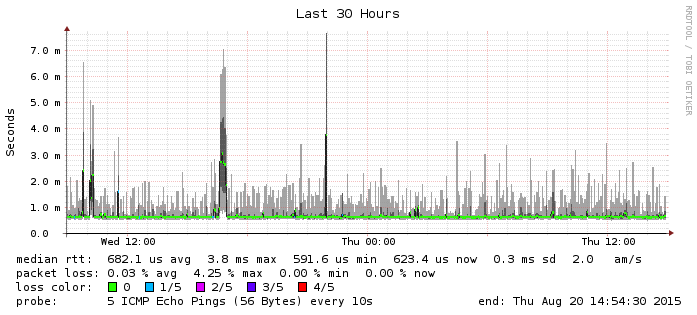 Last 30 Hours
RRDTOOL / TOBI OETIKER
Seconds
7.0 m
6.0 m
5.0 m
4.0 m
3.0 m
2.0 m
1.0 m
0.0
Wed 12:00 Thu 00:00 Thu 12:00
median rtt: 682.1 us avg 3.8 ms max 591.6 us min 623.4 us now 0.3 ms sd 2.0 am/s
packet loss: 0.03 % avg 4.25 % max 0.00 % min 0.00 % now
loss color: 0 1/5 2/5 3/5 4/5
probe: 5 ICMP Echo Pings (56 Bytes) every 10s end: Thu Aug 20 14:54:30 2015